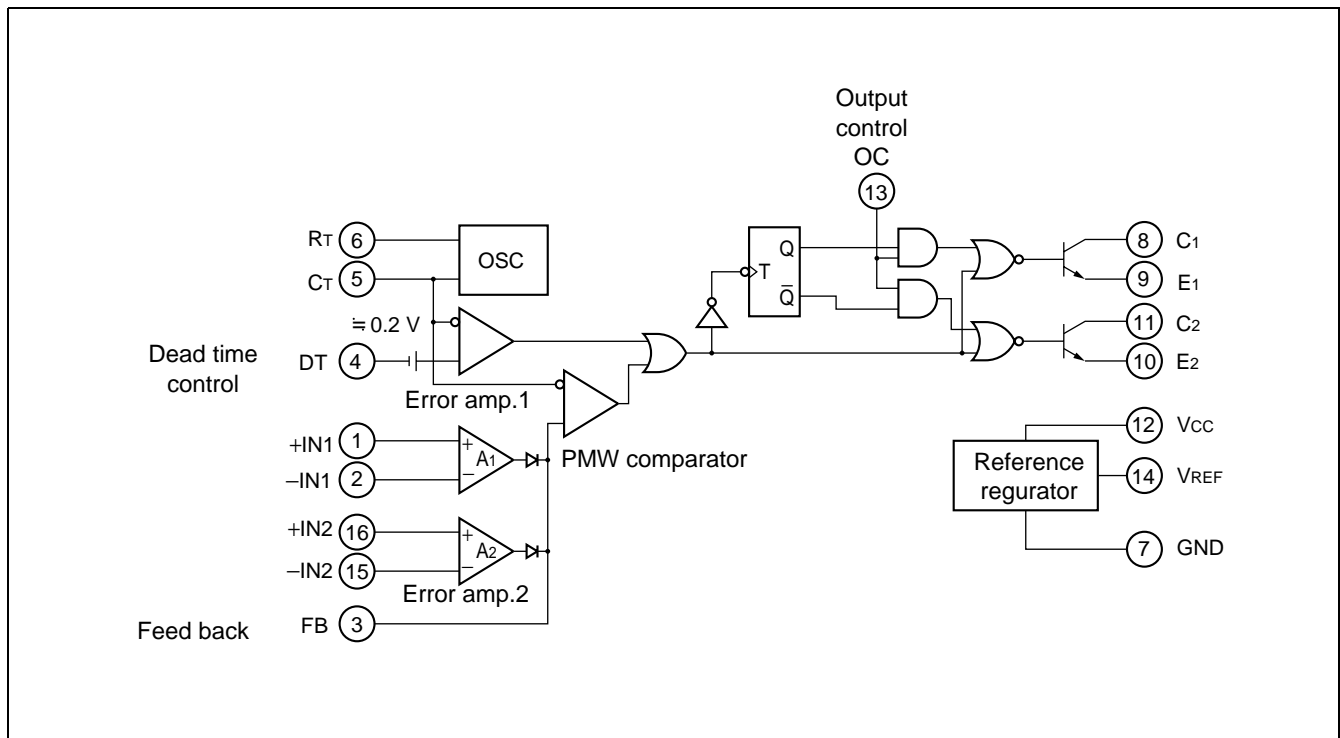 Output
control
OC
13
RT 6
CT 5
OSC
≒ 0.2 V
Dead time
control
DT 4
Error amp.1
T
Q
Q̅
8 C1
9 E1
11 C2
10 E2
+IN1 1
−IN1 2
+
−
A1
PMW comparator
+IN2 16
−IN2 15
+
−
A2
Error amp.2
Feed back
FB 3
12 VCC
Reference
regurator
14 VREF
7 GND